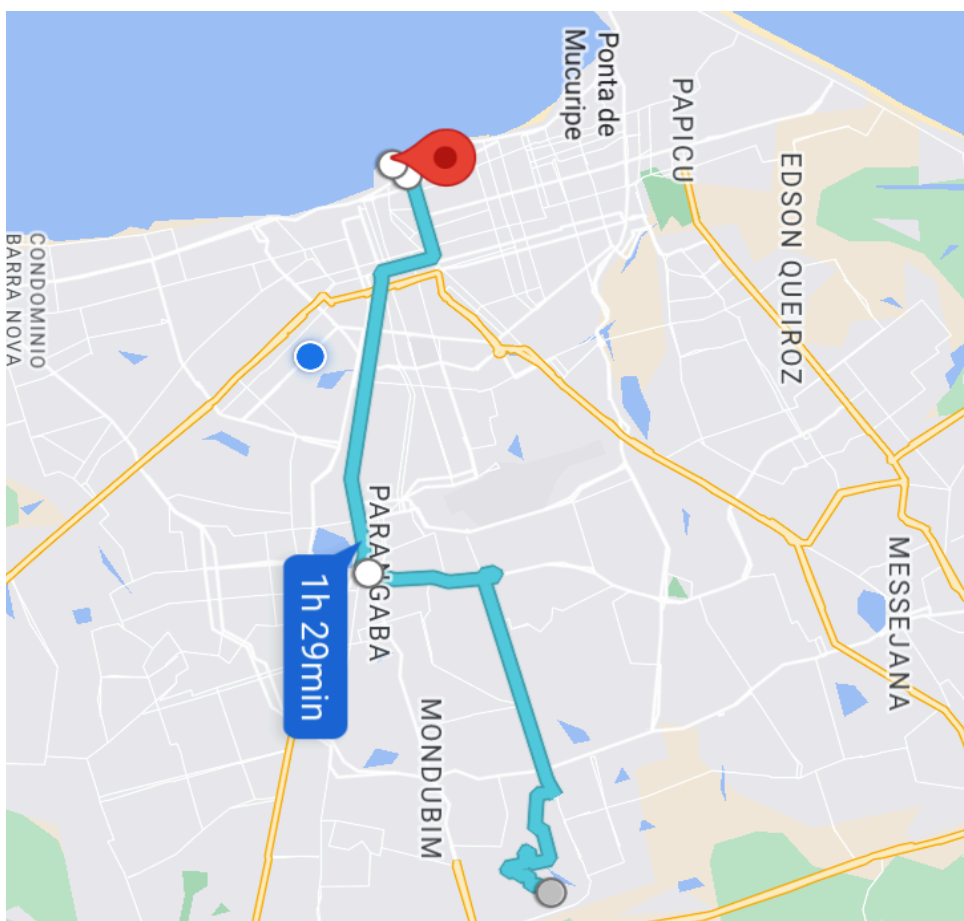 Ponta de
Mucuripe
PAPICU
EDSON QUEIROZ
CONDOMINIO
BARRA NOVA
PARANGABA
1h 29min
MESSEJANA
MONDUBIM